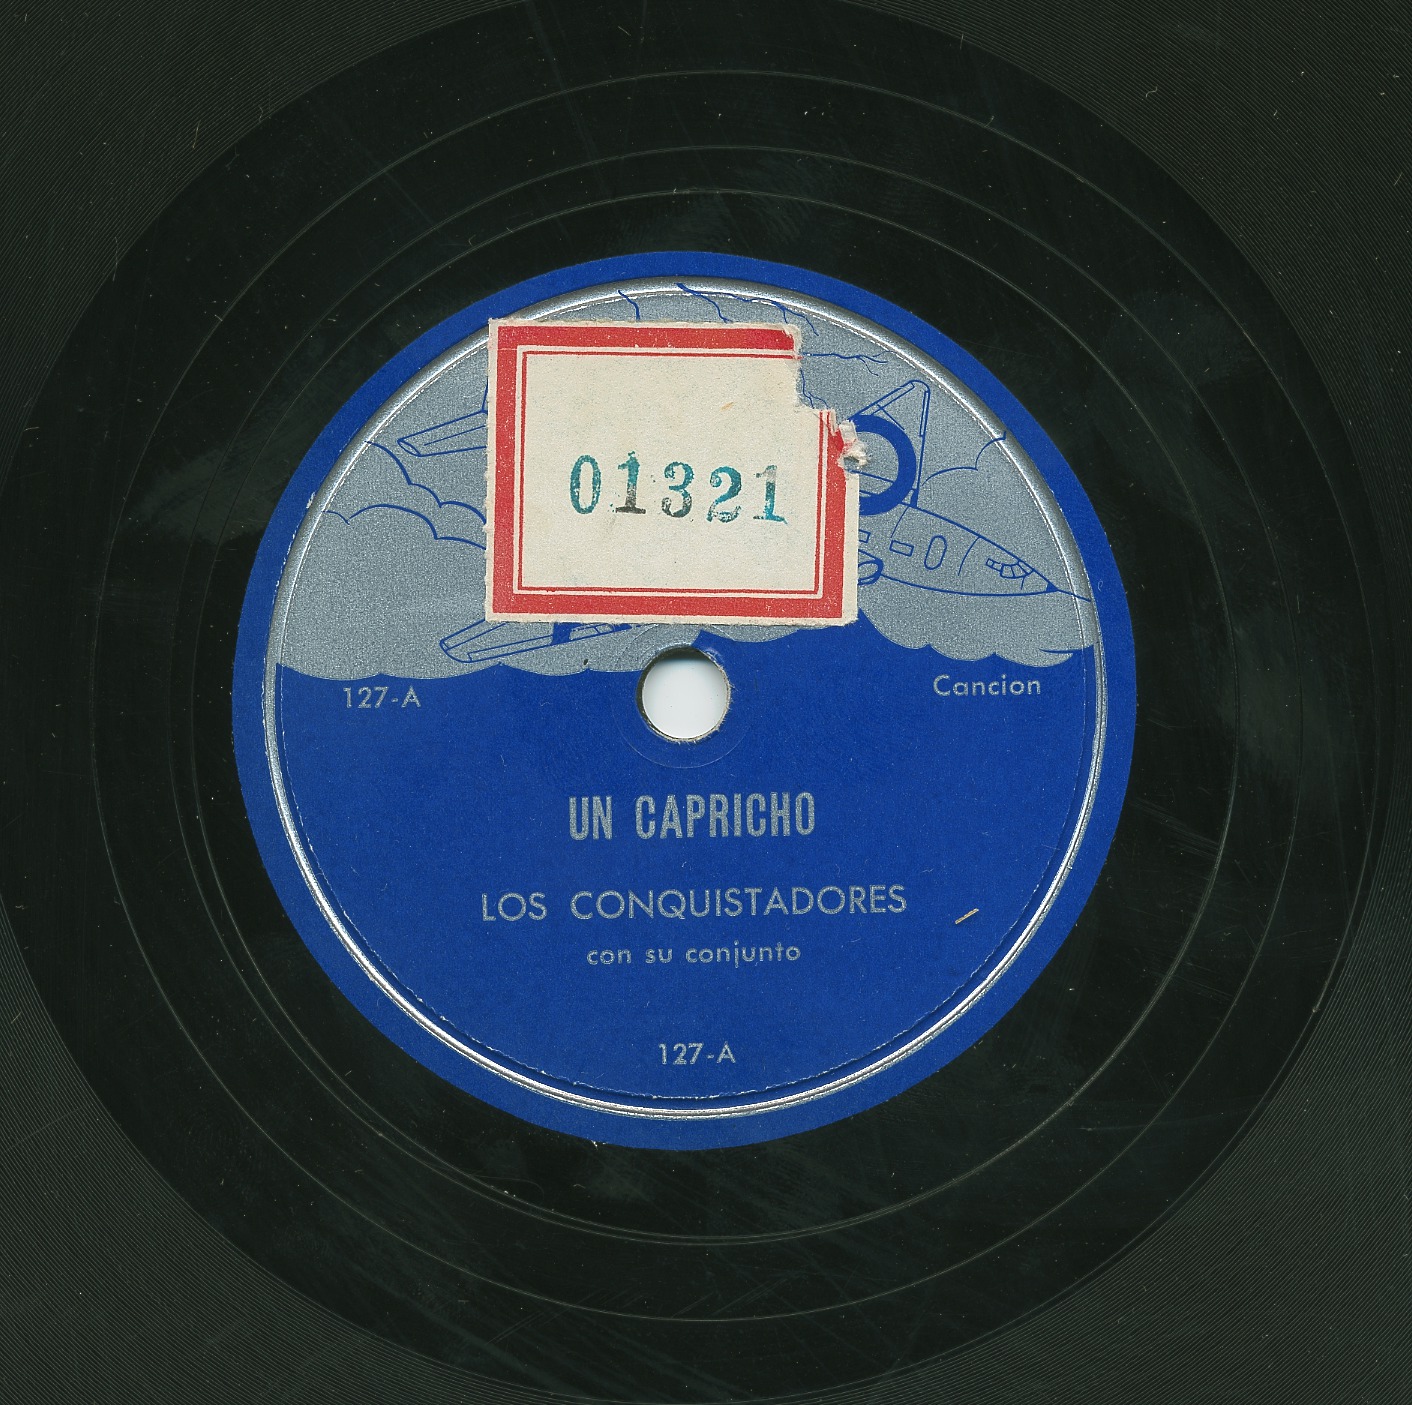 01321
127-A
Cancion
UN CAPRICHO
LOS CONQUISTADORES
con su conjunto
127-A